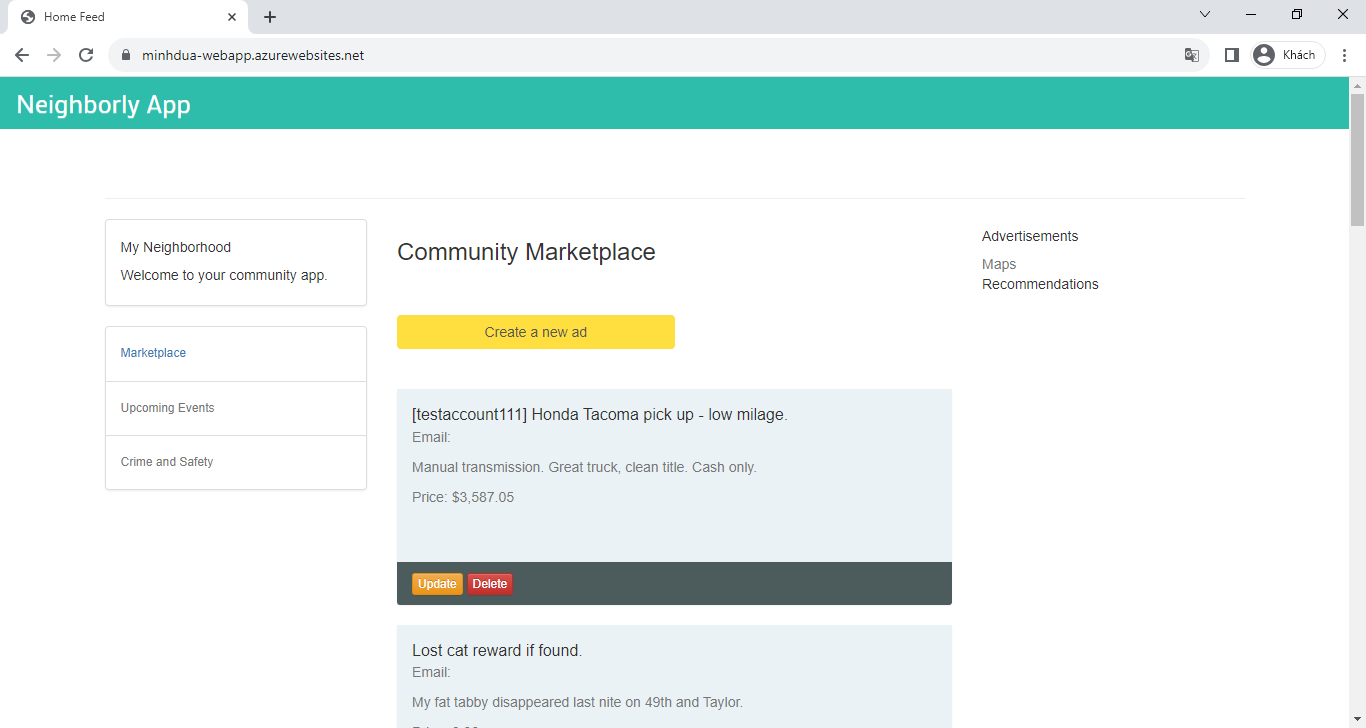 Home Feed
minhdua-webapp.azurewebsites.net
Khách
Neighborly App
My Neighborhood
Welcome to your community app.
Marketplace
Upcoming Events
Crime and Safety
Community Marketplace
Create a new ad
[testaccount111] Honda Tacoma pick up - low milage.
Email:
Manual transmission. Great truck, clean title. Cash only.
Price: $3,587.05
Update Delete
Lost cat reward if found.
Email:
My fat tabby disappeared last nite on 49th and Taylor.
Advertisements
Maps
Recommendations